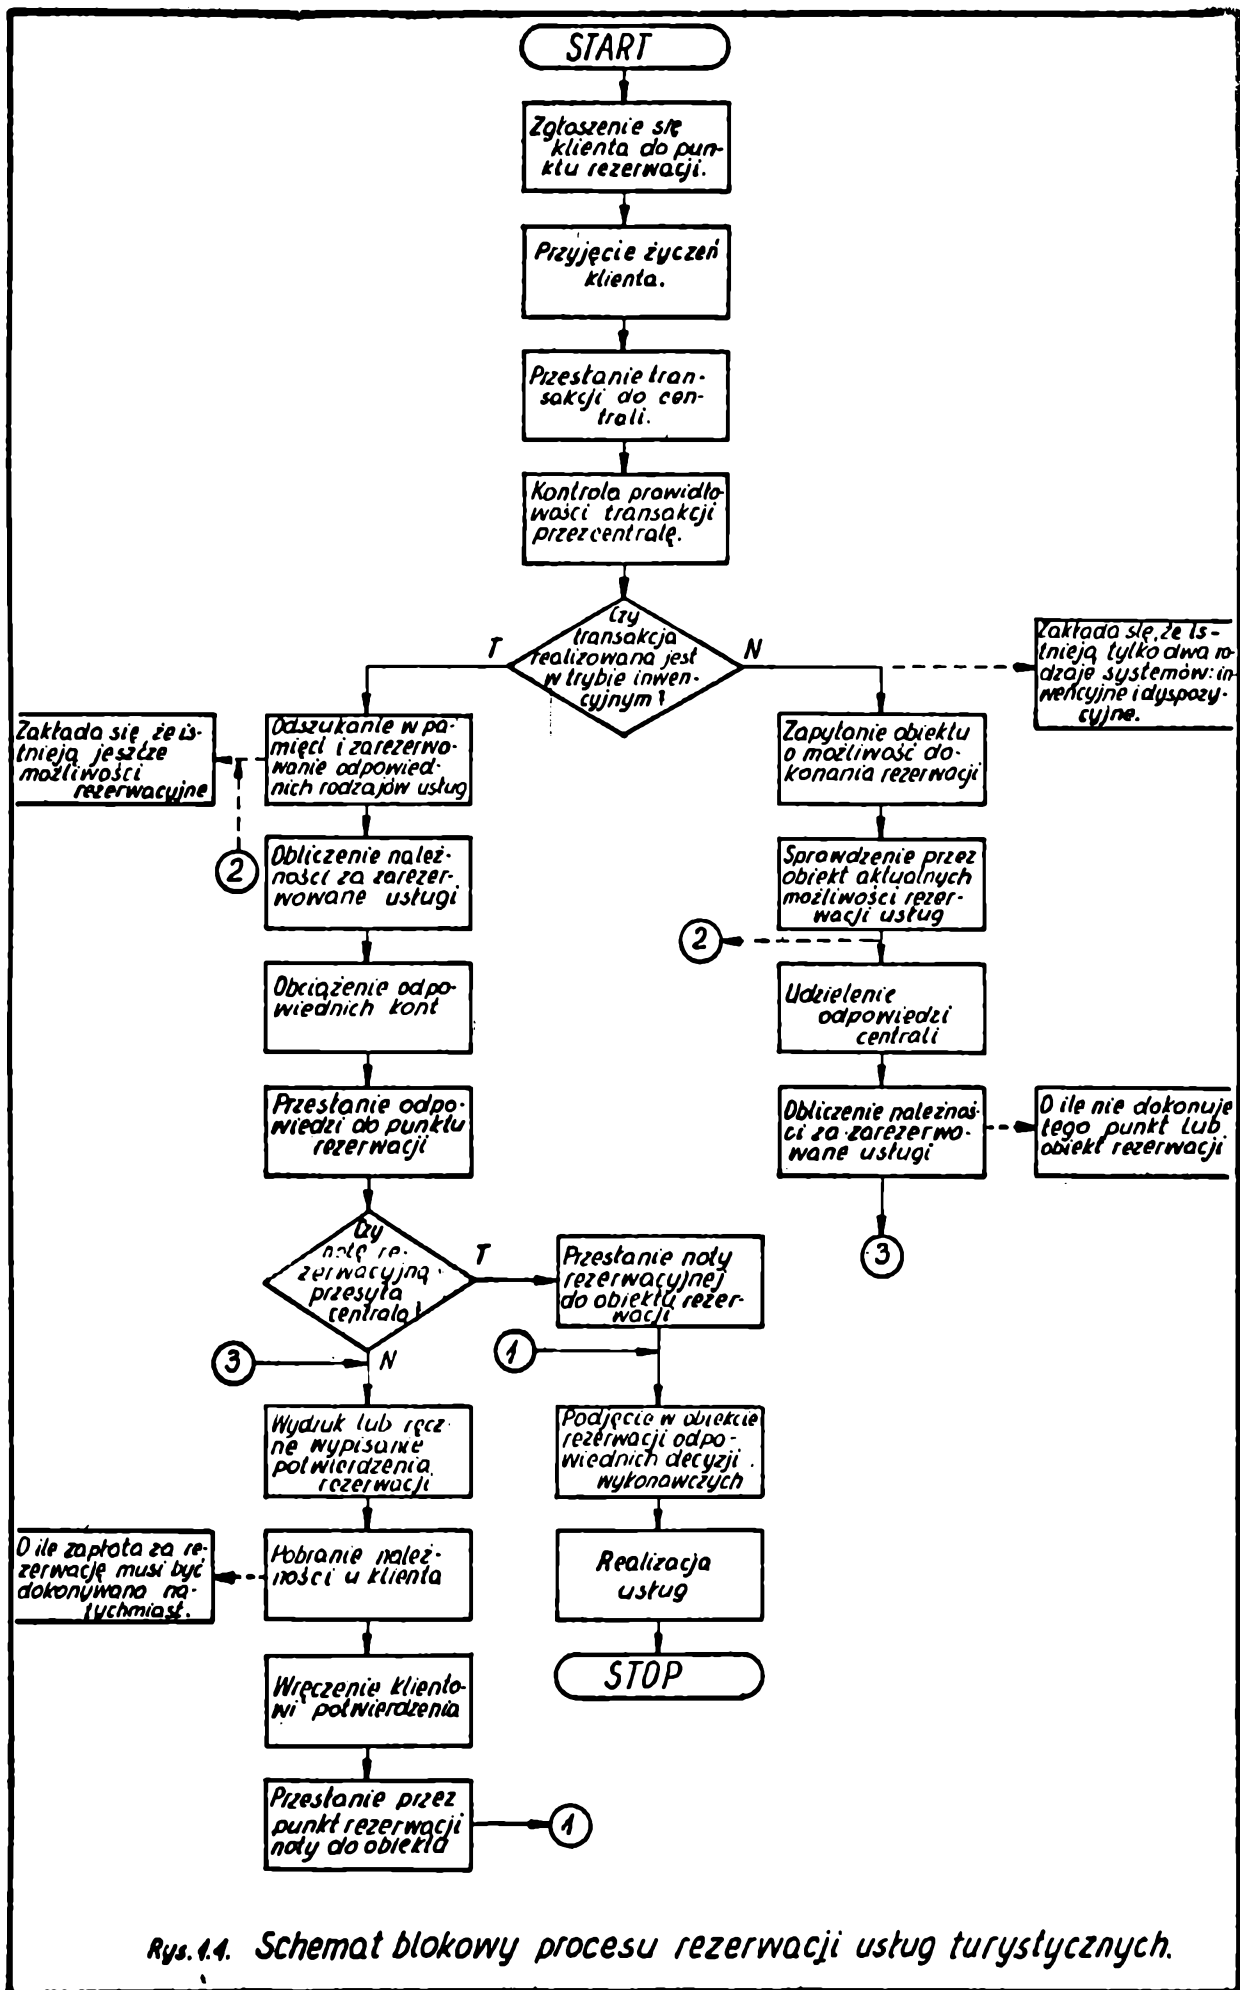 START
Zgłoszenie się
klienta do pun-
ktu rezerwacji.
Przyjęcie życzeń
klienta.
Przesłanie tran-
sakcji do cen-
trali.
Kontrola prawidło-
wości transakcji
przez centralę.
Czy
transakcja
realizowana jest
w trybie inwen-
cyjnym?
T
N
Zakłada się, że is-
tnieją tylko dwa ro-
dzaje systemów: in-
wencyjne i dyspozy-
cyjne.
Zakłada się że is-
tnieją jeszcze
możliwości
rezerwacyjne
Odszukanie w pa-
mięci i zarezerwo-
wanie odpowied-
nich rodzajów usług
2
Obliczenie należ-
ności za zarezer-
wowane usługi
Obciążenie odpo-
wiednich kont
Przesłanie odpo-
wiedzi do punktu
rezerwacji
Zapytanie obiektu
o możliwość do-
konania rezerwacji
Sprawdzenie przez
obiekt aktualnych
możliwości rezer-
wacji usług
2
Udzielenie
odpowiedzi
centrali
Obliczenie należnoś-
ci za zarezerwo-
wane usługi
O ile nie dokonuje
tego punkt lub
obiekt rezerwacji
3
Czy
notę re-
zerwacyjną
przesyła
centrala?
T
N
3
Przesłanie noty
rezerwacyjnej
do obiektu rezer-
wacji
1
Wydruk lub ręcz-
ne wypisanie
potwierdzenia
rezerwacji
Podjęcie w obiekcie
rezerwacji odpo-
wiednich decyzji
wykonawczych
O ile zapłata za re-
zerwację musi być
dokonywana na-
tychmiast.
Pobranie należ-
ności u klienta
Realizacja
usług
STOP
Wręczenie kliento-
wi potwierdzenia
Przesłanie przez
punkt rezerwacji
noty do obiekta
1
Rys.1.1. Schemat blokowy procesu rezerwacji usług turystycznych.